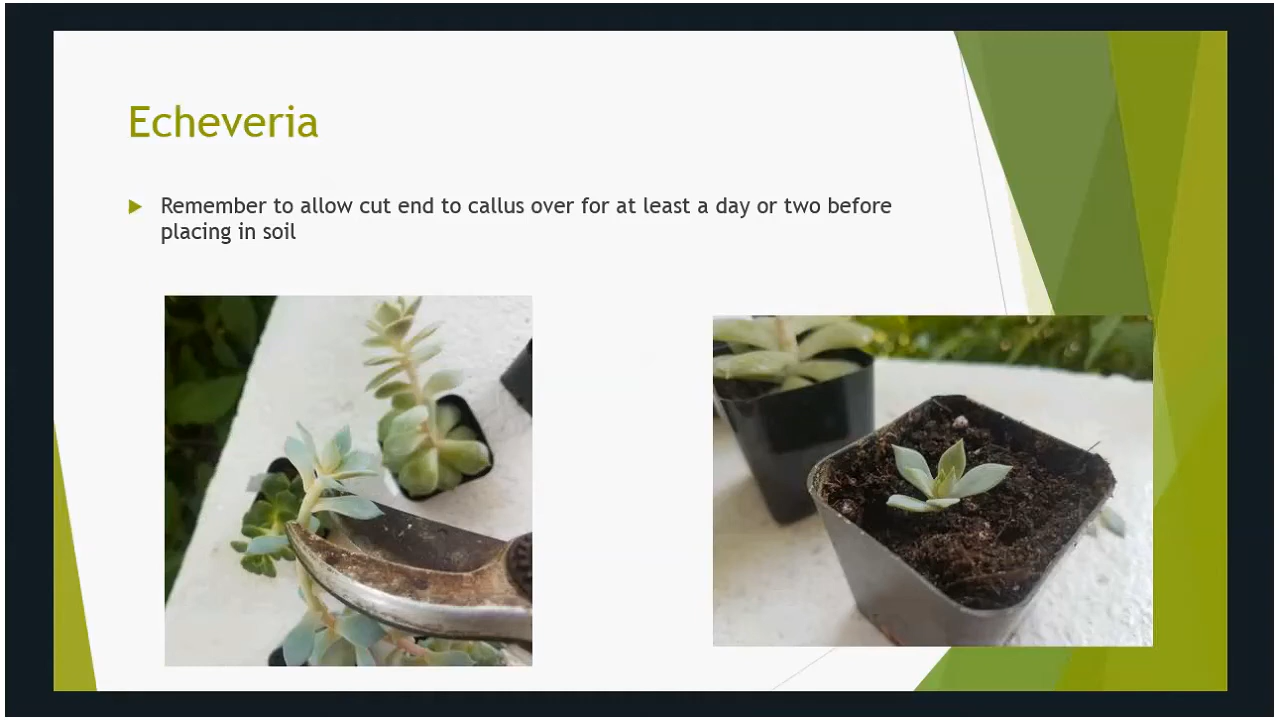 Echeveria
Remember to allow cut end to callus over for at least a day or two before
placing in soil